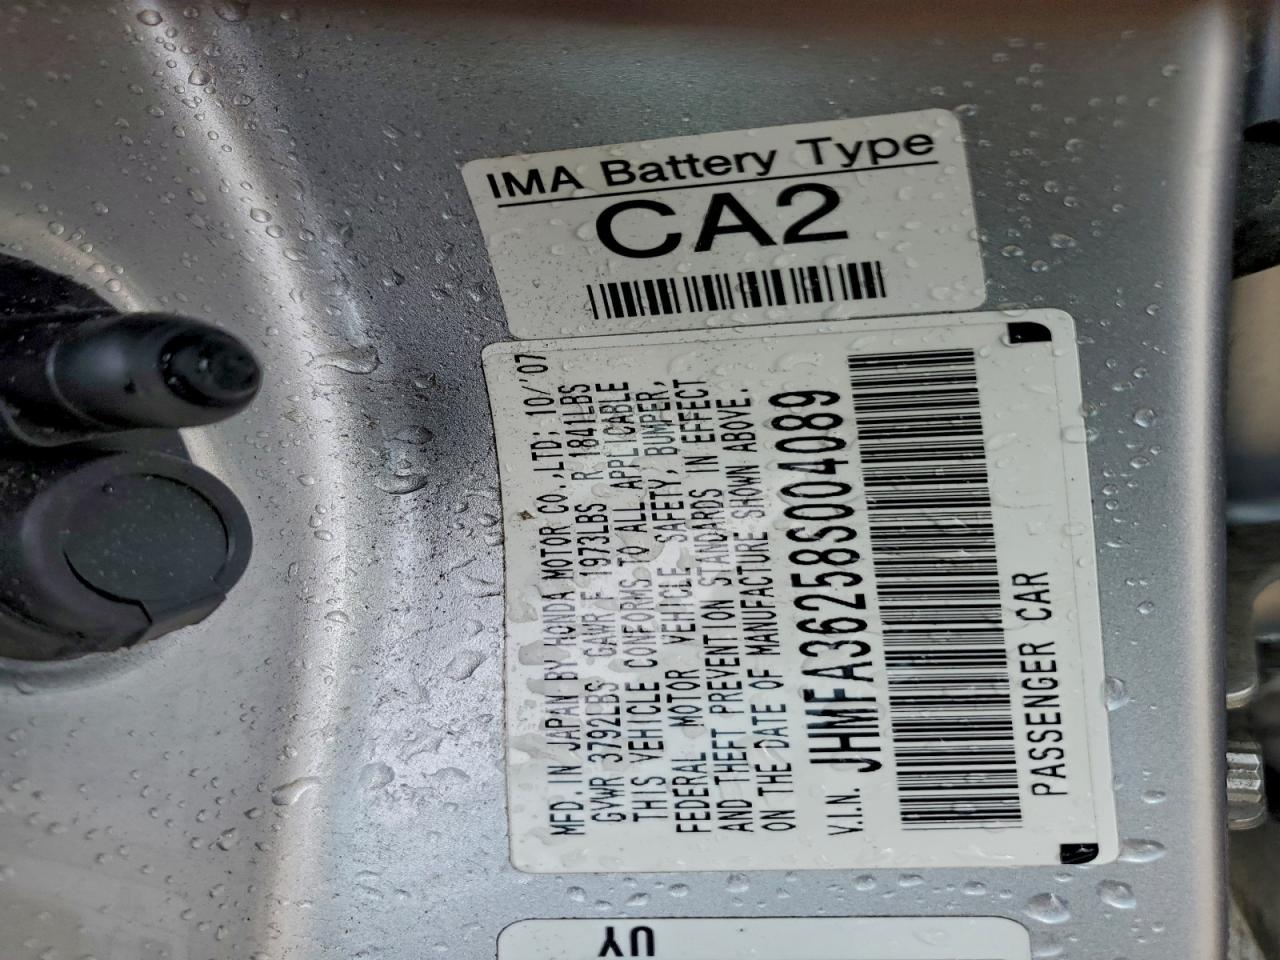 IMA Battery Type
CA2
MFD. IN JAPAN BY HONDA MOTOR CO., LTD. 10/'07
GVWR 3792LBS GAWR F 1973LBS R 1841LBS
THIS VEHICLE CONFORMS TO ALL APPLICABLE
FEDERAL MOTOR VEHICLE SAFETY, BUMPER,
AND THEFT PREVENTION STANDARDS IN EFFECT
ON THE DATE OF MANUFACTURE SHOWN ABOVE.
V.I.N. JHMFA36258S004089
PASSENGER CAR
UY